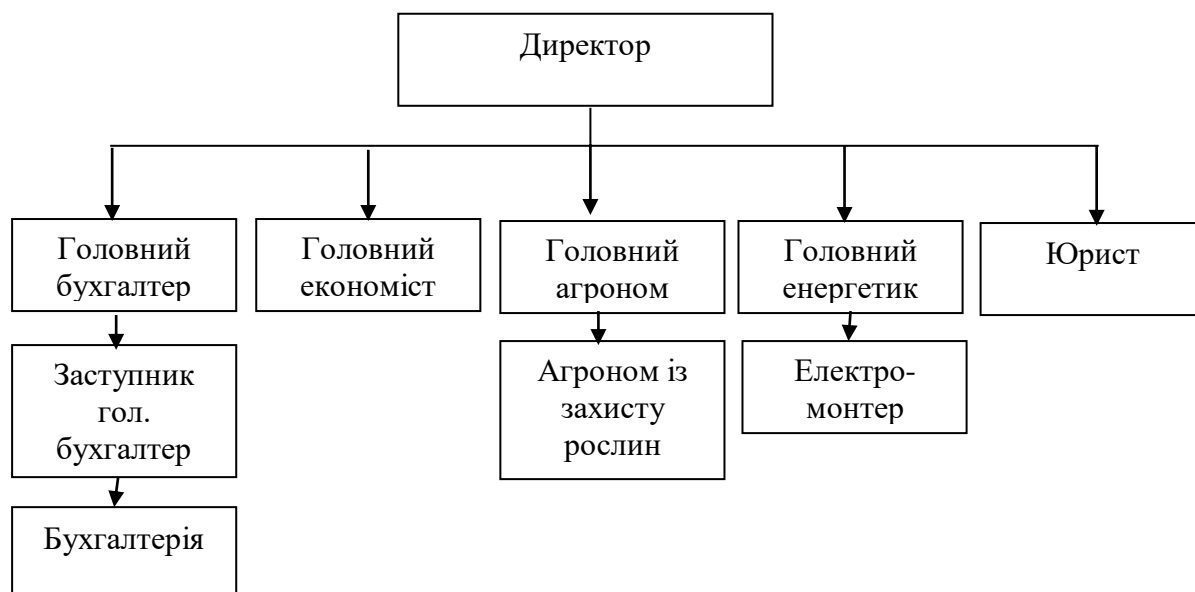 Директор
Головний
бухгалтер
Головний
економіст
Головний
агроном
Головний
енергетик
Юрист
Заступник
гол.
бухгалтер
Агроном із
захисту
рослин
Електро-
монтер
Бухгалтерія